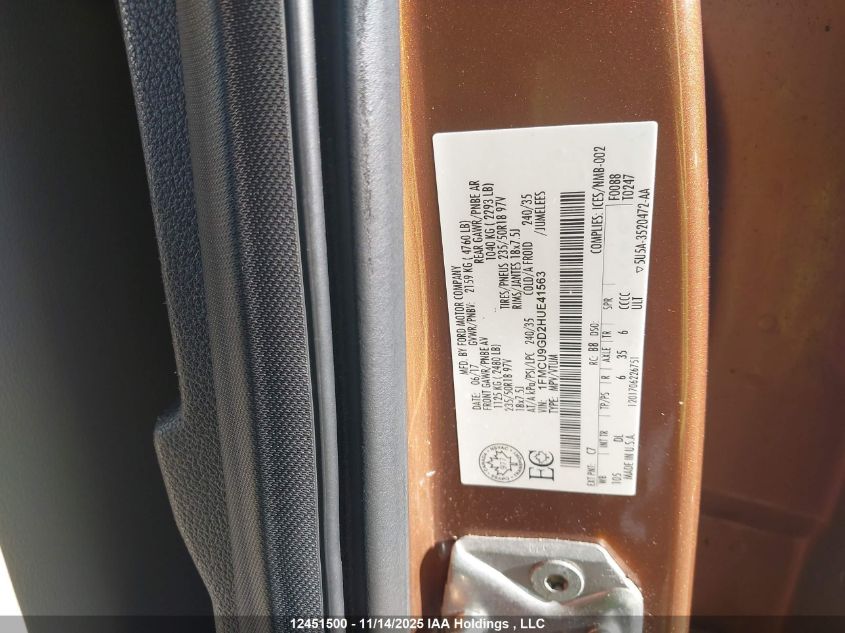 MFD. BY FORD MOTOR COMPANY
DATE: 06/17 GVWR/PNBV: 2159 KG ( 4760 LB)
FRONT GAWR/PNBE AV REAR GAWR/PNBE AR
1125 KG ( 2480 LB) 1040 KG ( 2293 LB)
235/50R18 97V TIRES/PNEUS 235/50R18 97V
18x7.5J RIMS/JANTES 18x7.5J
AT/A kPa/PSI/LPC 240/35 COLD/A FROID 240/35
VIN: 1FMCU9GD2HUE41563 /JUMELEES
TYPE: MPV/VTUM
EC
COMPLIES: ICES/NMB-002
EXT PNT: C7 RC: BB DSO: F0088
T0247
WB INT TR TP/PS R AXLE TR SPR
105 DL 6 35 6 CCCC
MADE IN U.S.A. ULT
1201706226751 ▽5U5A-3520472-AA
12451500 - 11/14/2025 IAA Holdings , LLC